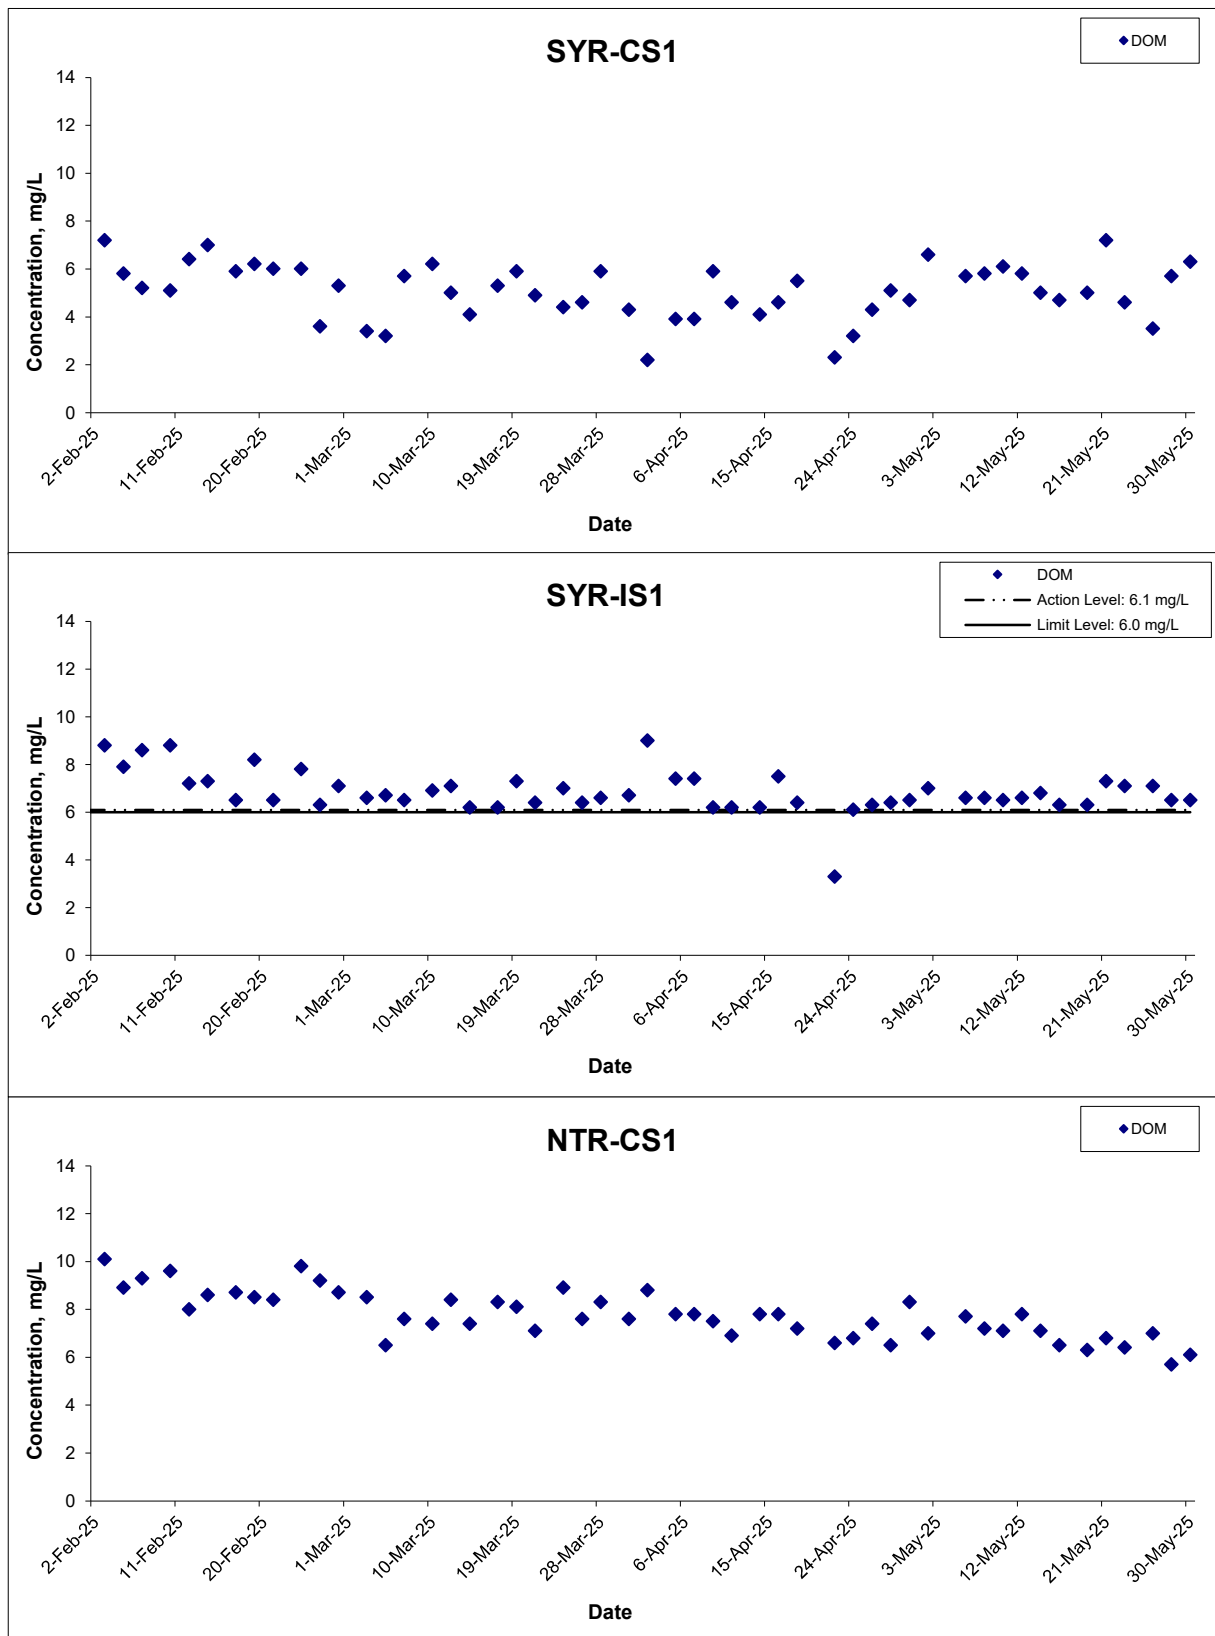 SYR-CS1
DOM
14
12
10
8
6
4
2
0
Concentration, mg/L
2-Feb-25
11-Feb-25
20-Feb-25
1-Mar-25
10-Mar-25
19-Mar-25
28-Mar-25
6-Apr-25
15-Apr-25
24-Apr-25
3-May-25
12-May-25
21-May-25
30-May-25
Date
SYR-IS1
DOM
Action Level: 6.1 mg/L
Limit Level: 6.0 mg/L
14
12
10
8
6
4
2
0
Concentration, mg/L
2-Feb-25
11-Feb-25
20-Feb-25
1-Mar-25
10-Mar-25
19-Mar-25
28-Mar-25
6-Apr-25
15-Apr-25
24-Apr-25
3-May-25
12-May-25
21-May-25
30-May-25
Date
NTR-CS1
DOM
14
12
10
8
6
4
2
0
Concentration, mg/L
2-Feb-25
11-Feb-25
20-Feb-25
1-Mar-25
10-Mar-25
19-Mar-25
28-Mar-25
6-Apr-25
15-Apr-25
24-Apr-25
3-May-25
12-May-25
21-May-25
30-May-25
Date